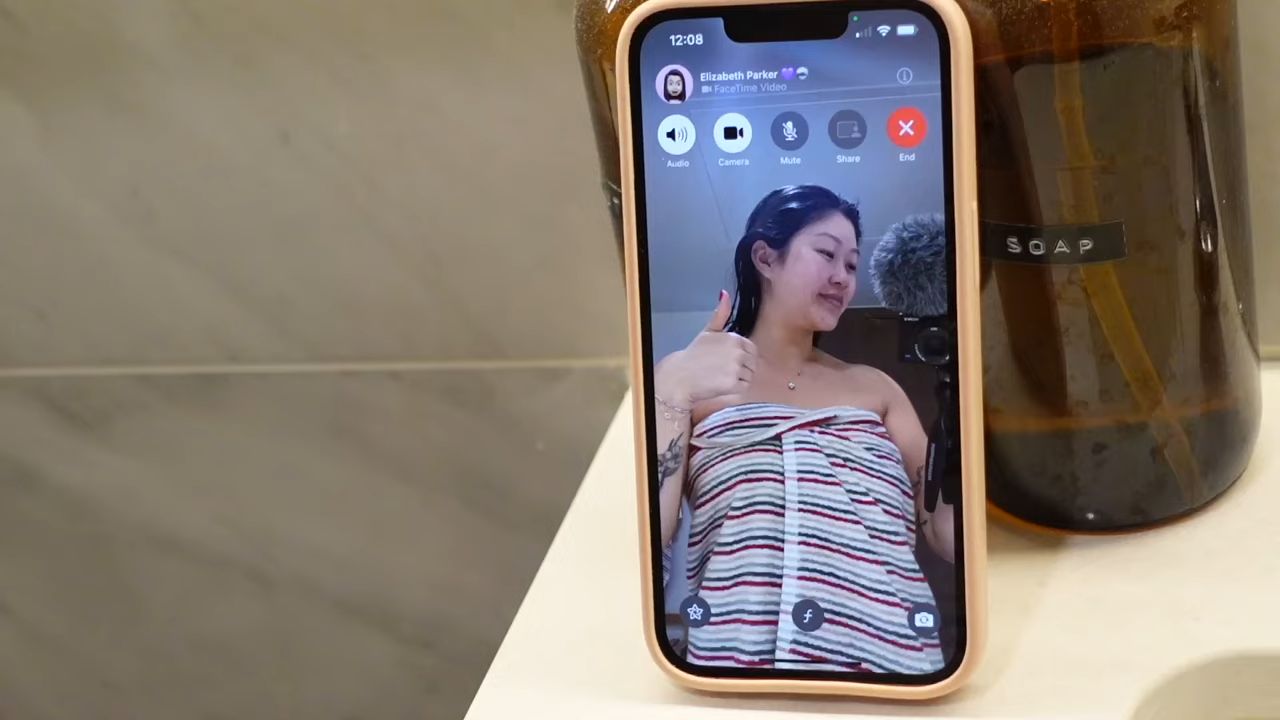 12:08
Elizabeth Parker 💜
FaceTime Video
Audio
Camera
Mute
Share
End
SOAP